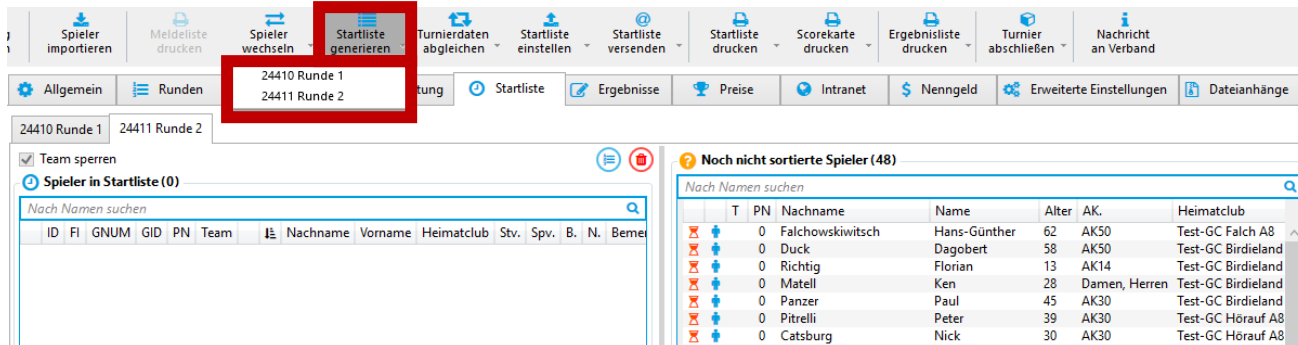 Spieler importieren
Meldeliste drucken
Spieler wechseln
Startliste generieren
Turnierdaten abgleichen
Startliste einstellen
Startliste versenden
Startliste drucken
Scorekarte drucken
Ergebnisliste drucken
Turnier abschließen
Nachricht an Verband
24410 Runde 1
24411 Runde 2
Allgemein
Runden
tung
Startliste
Ergebnisse
Preise
Intranet
Nenngeld
Erweiterte Einstellungen
Dateianhänge
24410 Runde 1
24411 Runde 2
Team sperren
Spieler in Startliste (0)
Nach Namen suchen
ID FI GNUM GID PN Team Nachname Vorname Heimatclub Stv. Spv. B. N. Bemer
Noch nicht sortierte Spieler (48)
Nach Namen suchen
T PN Nachname Name Alter AK. Heimatclub
0 Falchowskiwitsch Hans-Günther 62 AK50 Test-GC Falch A8
0 Duck Dagobert 58 AK50 Test-GC Birdieland
0 Richtig Florian 13 AK14 Test-GC Birdieland
0 Matell Ken 28 Damen, Herren Test-GC Birdieland
0 Panzer Paul 45 AK30 Test-GC Birdieland
0 Pitrelli Peter 39 AK30 Test-GC Hörauf A8
0 Catsburg Nick 30 AK30 Test-GC Hörauf A8